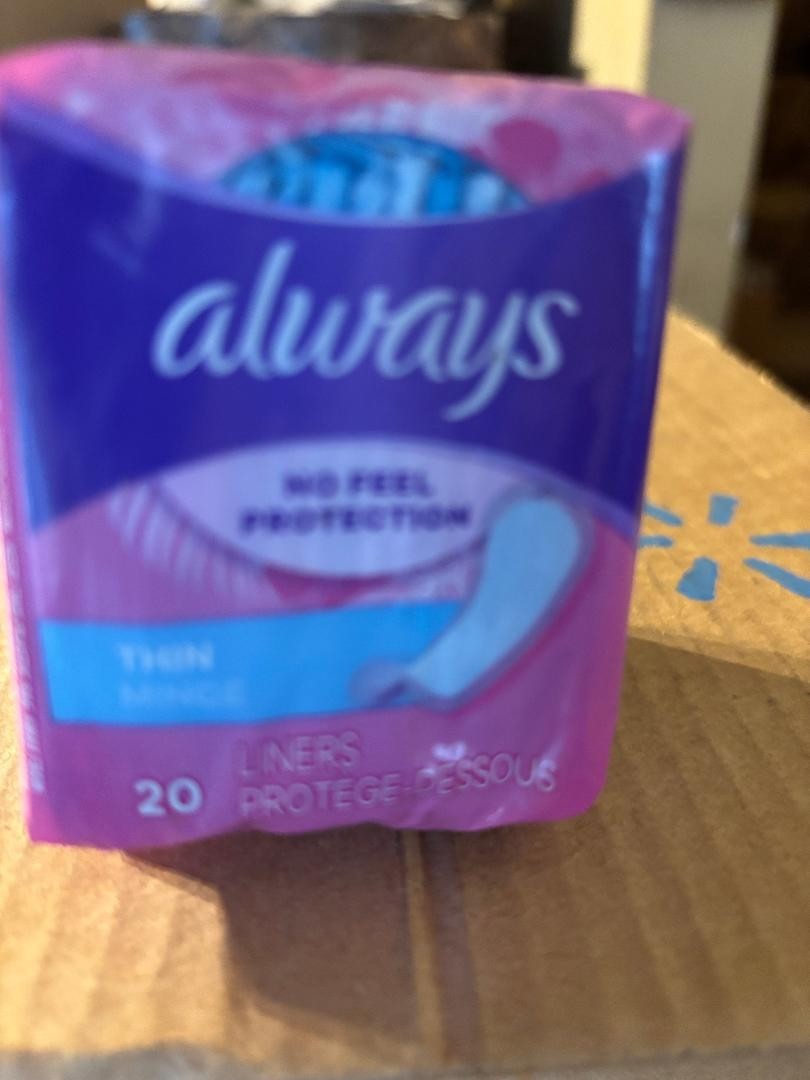 always
NO FEEL
PROTECTION
THIN
MINCE
20
LINERS
PROTEGE-DESSOUS